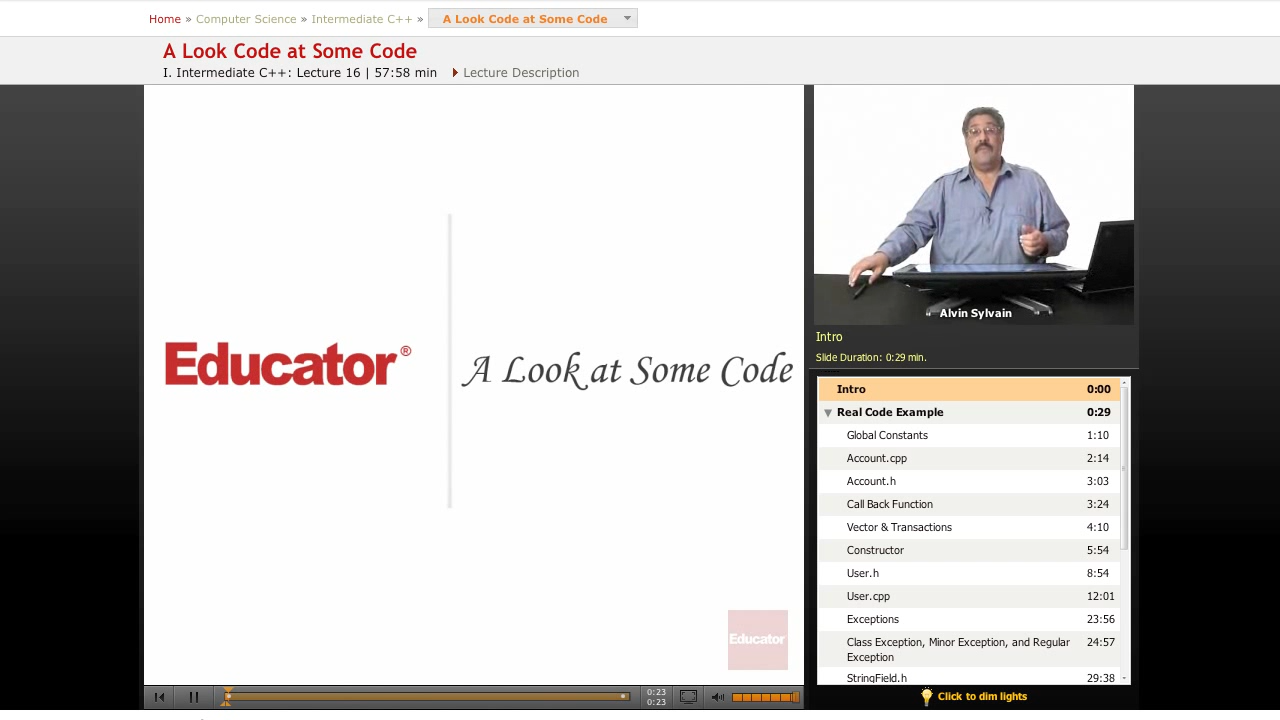 Home » Computer Science » Intermediate C++ » A Look Code at Some Code
A Look Code at Some Code
I. Intermediate C++: Lecture 16 | 57:58 min Lecture Description
Educator®
A Look at Some Code
Educator
Alvin Sylvain
Intro
Slide Duration: 0:29 min.
Intro 0:00
Real Code Example 0:29
Global Constants 1:10
Account.cpp 2:14
Account.h 3:03
Call Back Function 3:24
Vector & Transactions 4:10
Constructor 5:54
User.h 8:54
User.cpp 12:01
Exceptions 23:56
Class Exception, Minor Exception, and Regular 24:57
Exception
StringField.h 29:38
0:23
0:23
Click to dim lights